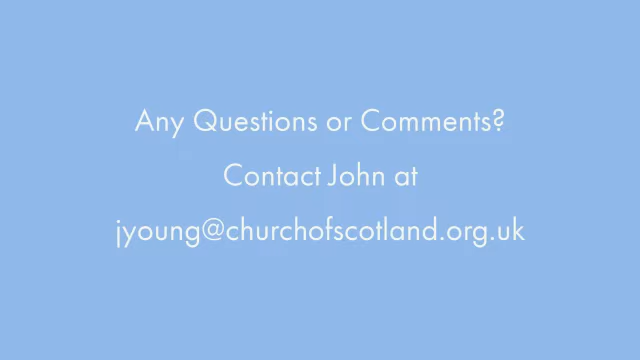 Any Questions or Comments?
Contact John at
jyoung@churchofscotland.org.uk